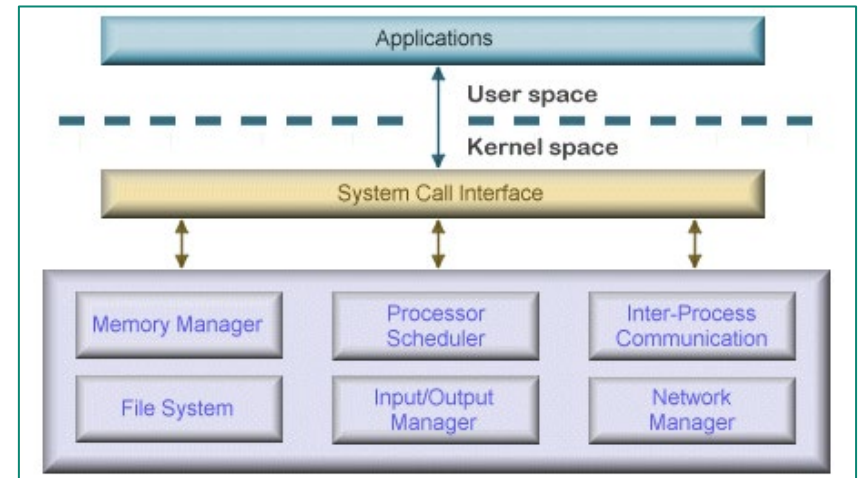 Applications
User space
Kernel space
System Call Interface
Memory Manager
Processor
Scheduler
Inter-Process
Communication
File System
Input/Output
Manager
Network
Manager